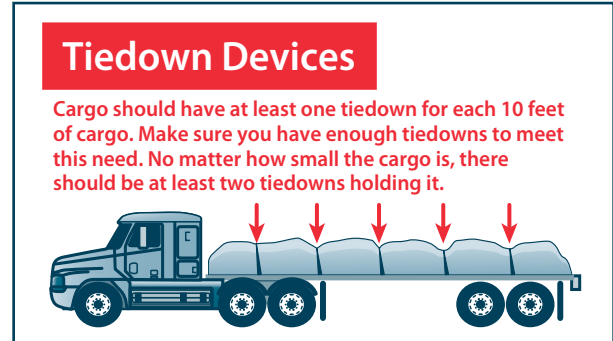 Tiedown Devices
Cargo should have at least one tiedown for each 10 feet
of cargo. Make sure you have enough tiedowns to meet
this need. No matter how small the cargo is, there
should be at least two tiedowns holding it.